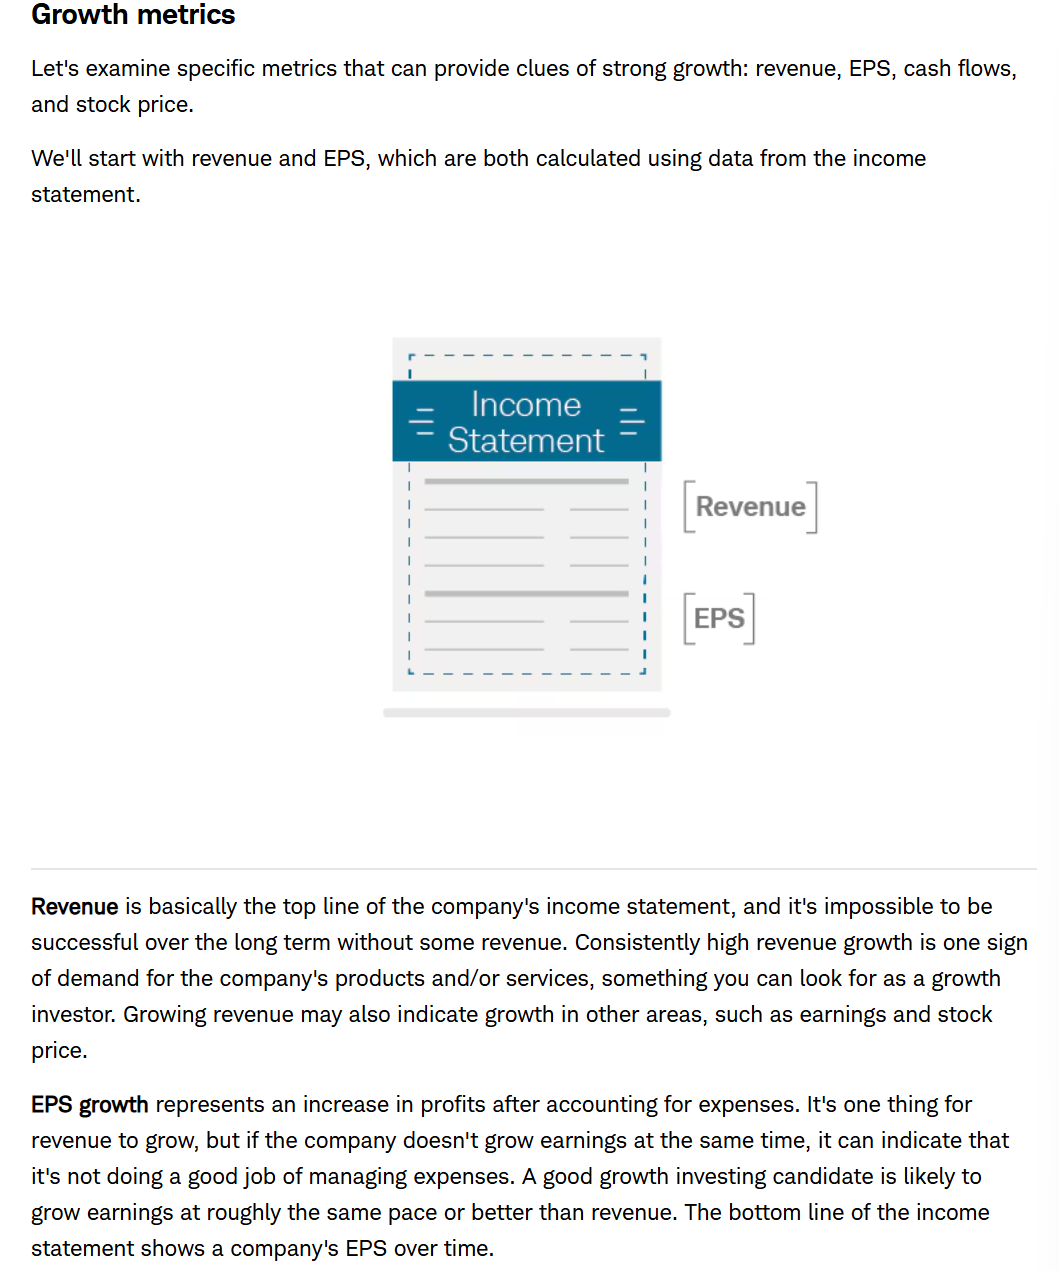 Growth metrics
Let's examine specific metrics that can provide clues of strong growth: revenue, EPS, cash flows,
and stock price.
We'll start with revenue and EPS, which are both calculated using data from the income
statement.
Income
Statement
[Revenue]
[EPS]
Revenue is basically the top line of the company's income statement, and it's impossible to be
successful over the long term without some revenue. Consistently high revenue growth is one sign
of demand for the company's products and/or services, something you can look for as a growth
investor. Growing revenue may also indicate growth in other areas, such as earnings and stock
price.
EPS growth represents an increase in profits after accounting for expenses. It's one thing for
revenue to grow, but if the company doesn't grow earnings at the same time, it can indicate that
it's not doing a good job of managing expenses. A good growth investing candidate is likely to
grow earnings at roughly the same pace or better than revenue. The bottom line of the income
statement shows a company's EPS over time.